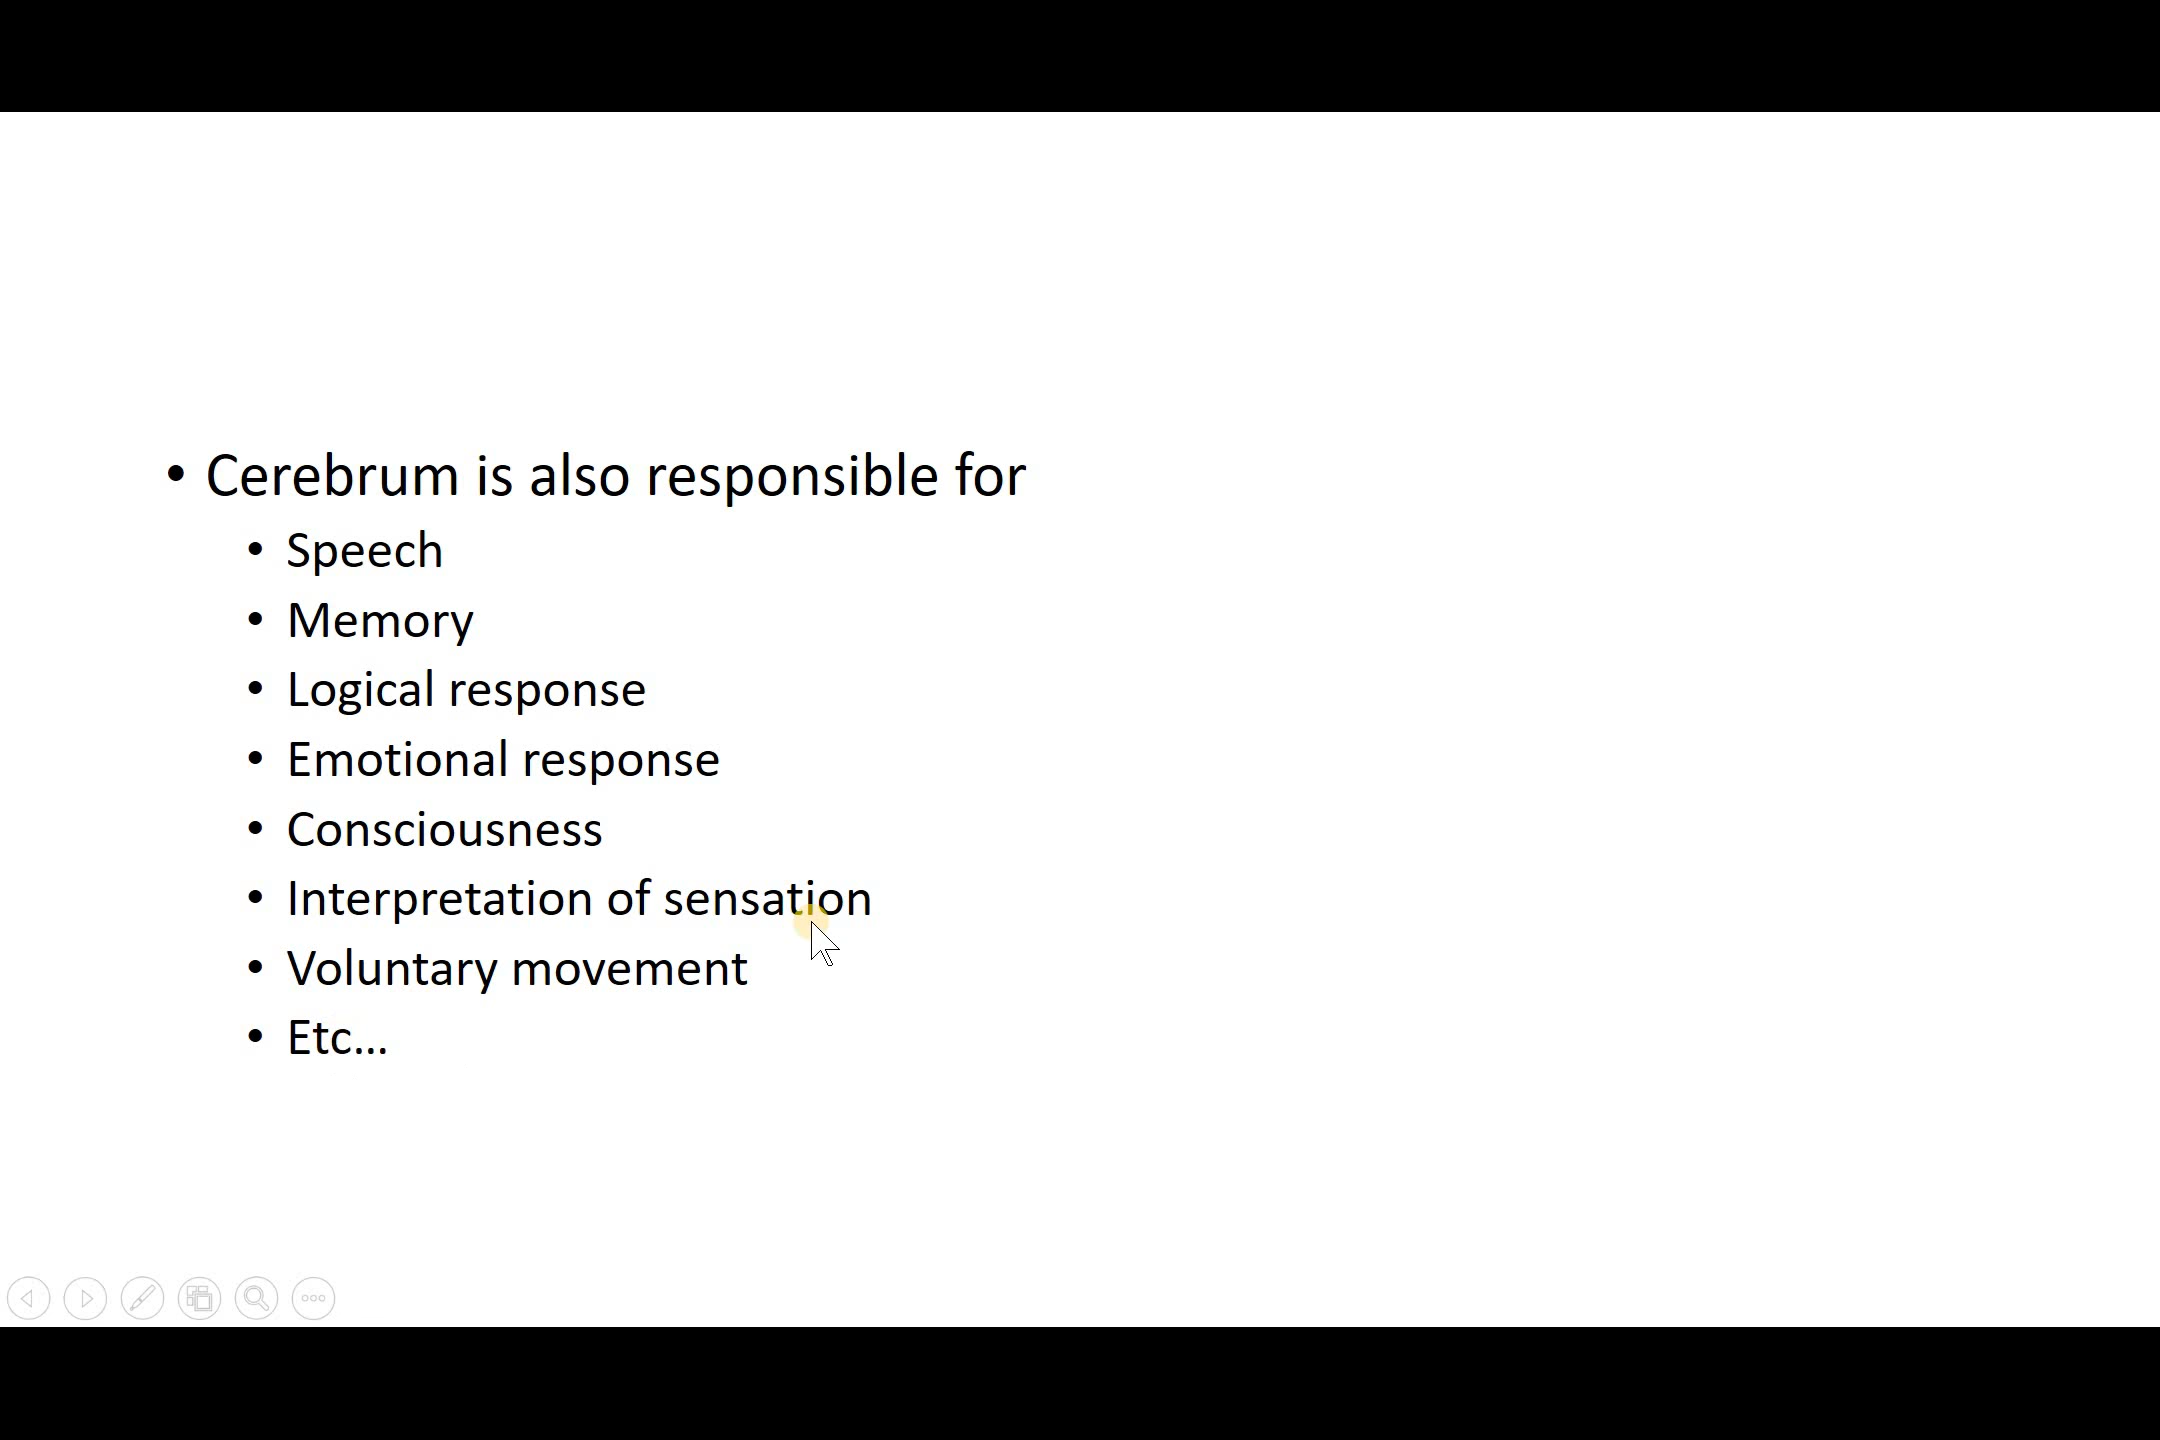 • Cerebrum is also responsible for
• Speech
• Memory
• Logical response
• Emotional response
• Consciousness
• Interpretation of sensation
• Voluntary movement
• Etc…